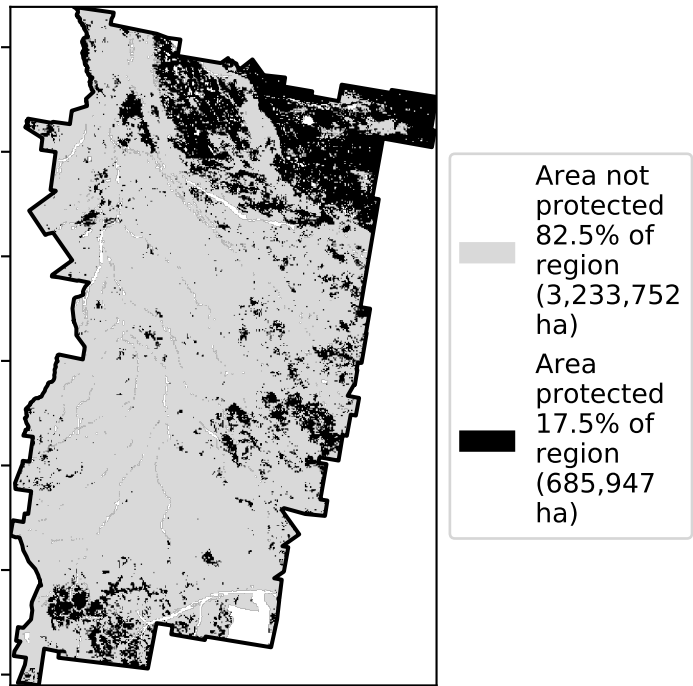 Area not
protected
82.5% of
region
(3,233,752
ha)
Area
protected
17.5% of
region
(685,947
ha)